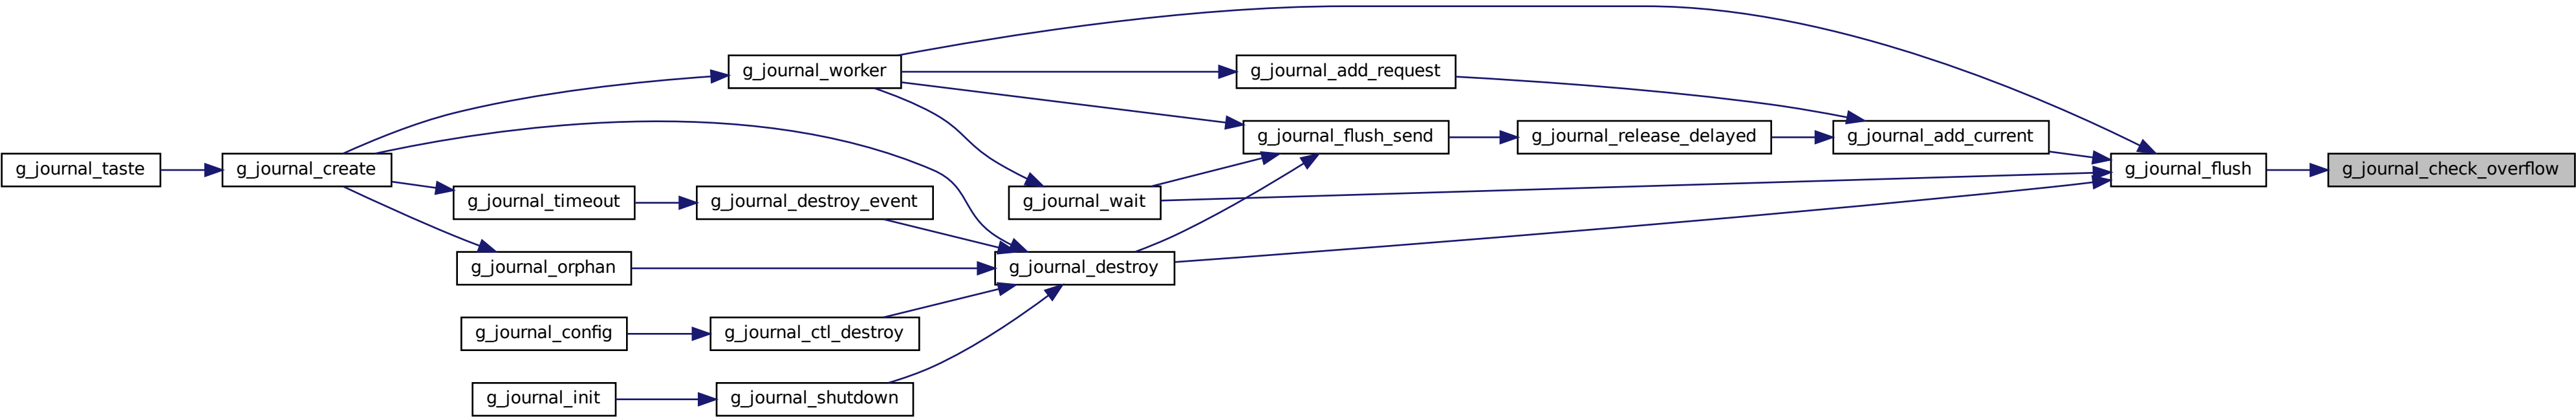 g_journal_worker
g_journal_add_request
g_journal_flush_send
g_journal_release_delayed
g_journal_add_current
g_journal_taste
g_journal_create
g_journal_flush
g_journal_check_overflow
g_journal_timeout
g_journal_destroy_event
g_journal_wait
g_journal_orphan
g_journal_destroy
g_journal_config
g_journal_ctl_destroy
g_journal_init
g_journal_shutdown